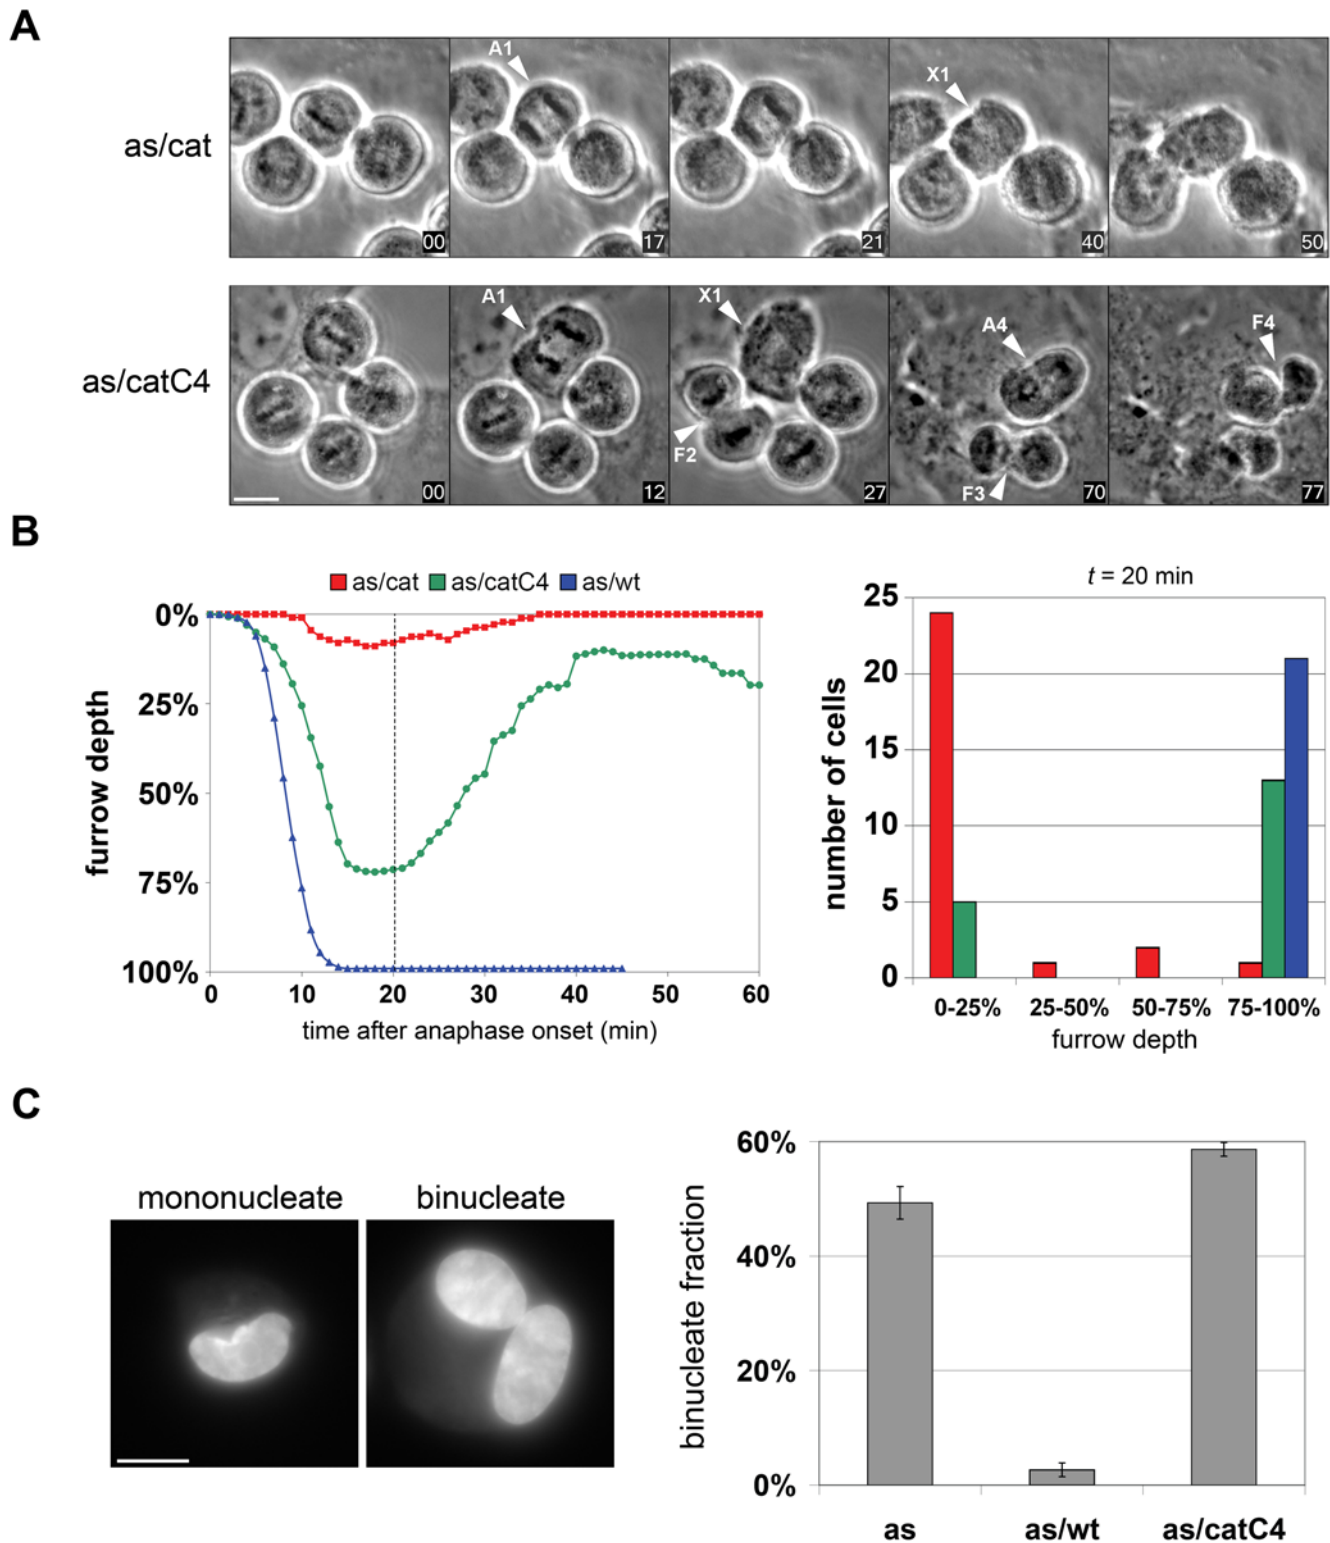 A
as/cat
A1
X1
00
17
21
40
50
as/catC4
A1
X1
F2
A4
F3
F4
00
12
27
70
77
B
as/cat as/catC4 as/wt
0%
25%
50%
75%
100%
furrow depth
0 10 20 30 40 50 60
time after anaphase onset (min)
t = 20 min
25
20
15
10
5
0
number of cells
0-25% 25-50% 50-75% 75-100%
furrow depth
C
mononucleate binucleate
60%
40%
20%
0%
binucleate fraction
as as/wt as/catC4